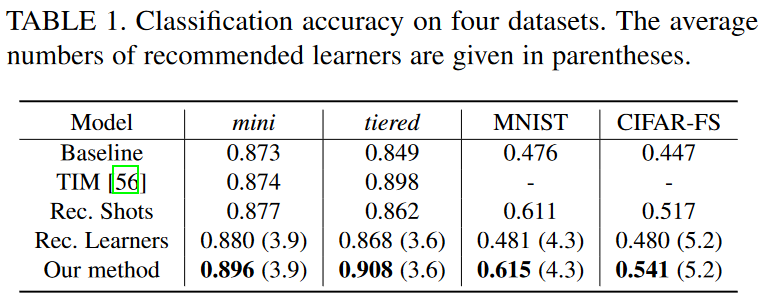 TABLE 1. Classification accuracy on four datasets. The average
numbers of recommended learners are given in parentheses.
Model mini tiered MNIST CIFAR-FS
Baseline 0.873 0.849 0.476 0.447
TIM [56] 0.874 0.898 - -
Rec. Shots 0.877 0.862 0.611 0.517
Rec. Learners 0.880 (3.9) 0.868 (3.6) 0.481 (4.3) 0.480 (5.2)
Our method 0.896 (3.9) 0.908 (3.6) 0.615 (4.3) 0.541 (5.2)